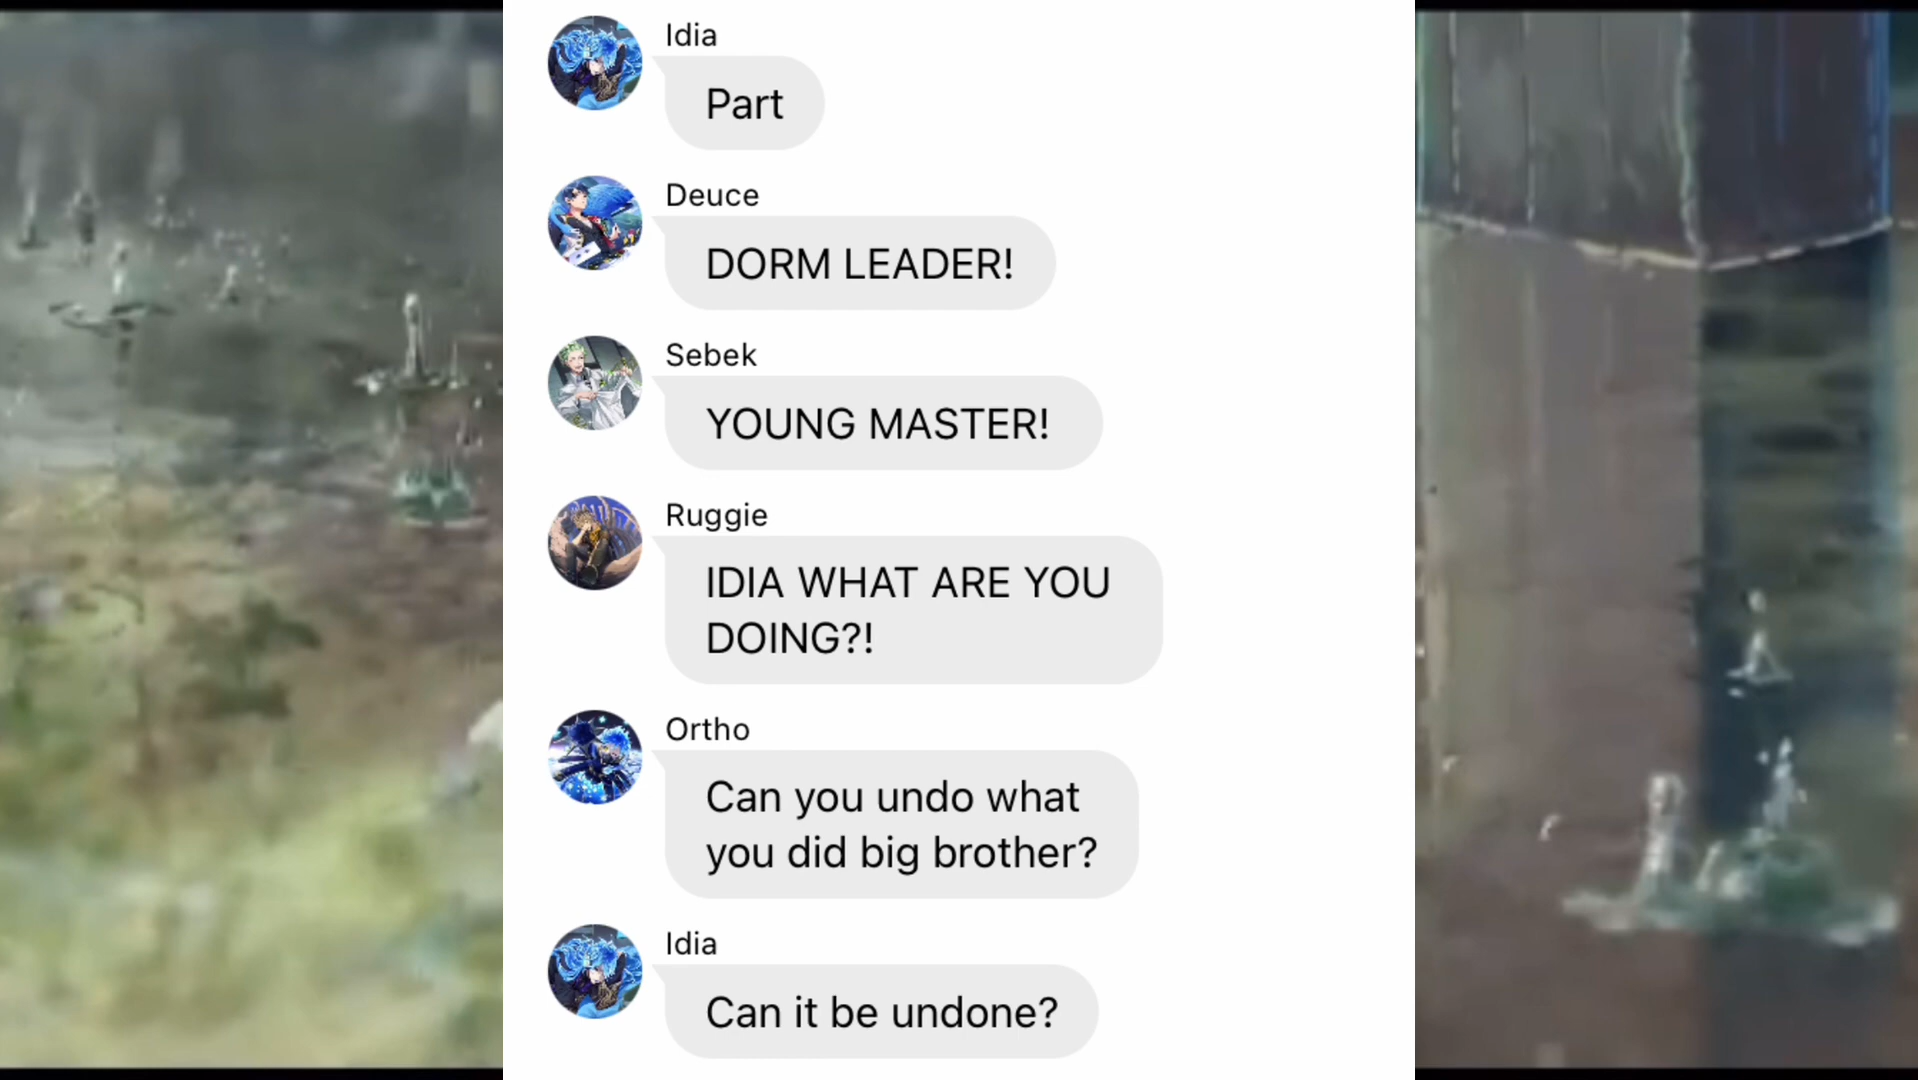 Idia
Part
Deuce
DORM LEADER!
Sebek
YOUNG MASTER!
Ruggie
IDIA WHAT ARE YOU
DOING?!
Ortho
Can you undo what
you did big brother?
Idia
Can it be undone?